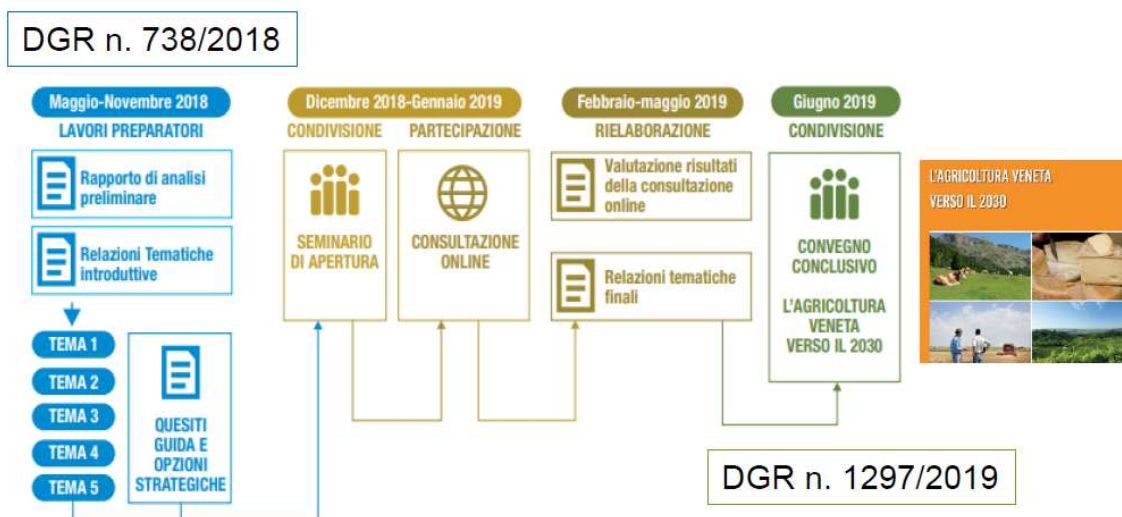 DGR n. 738/2018
Maggio-Novembre 2018
LAVORI PREPARATORI
Rapporto di analisi
preliminare
Relazioni Tematiche
introduttive
TEMA 1
TEMA 2
TEMA 3
TEMA 4
TEMA 5
QUESITI
GUIDA E
OPZIONI
STRATEGICHE
Dicembre 2018-Gennaio 2019
CONDIVISIONE
PARTECIPAZIONE
SEMINARIO
DI APERTURA
CONSULTAZIONE
ONLINE
Febbraio-maggio 2019
RIELABORAZIONE
Valutazione risultati
della consultazione
online
Relazioni tematiche
finali
Giugno 2019
CONDIVISIONE
CONVEGNO
CONCLUSIVO
L'AGRICOLTURA
VENETA
VERSO IL 2030
L'AGRICOLTURA VENETA
VERSO IL 2030
DGR n. 1297/2019